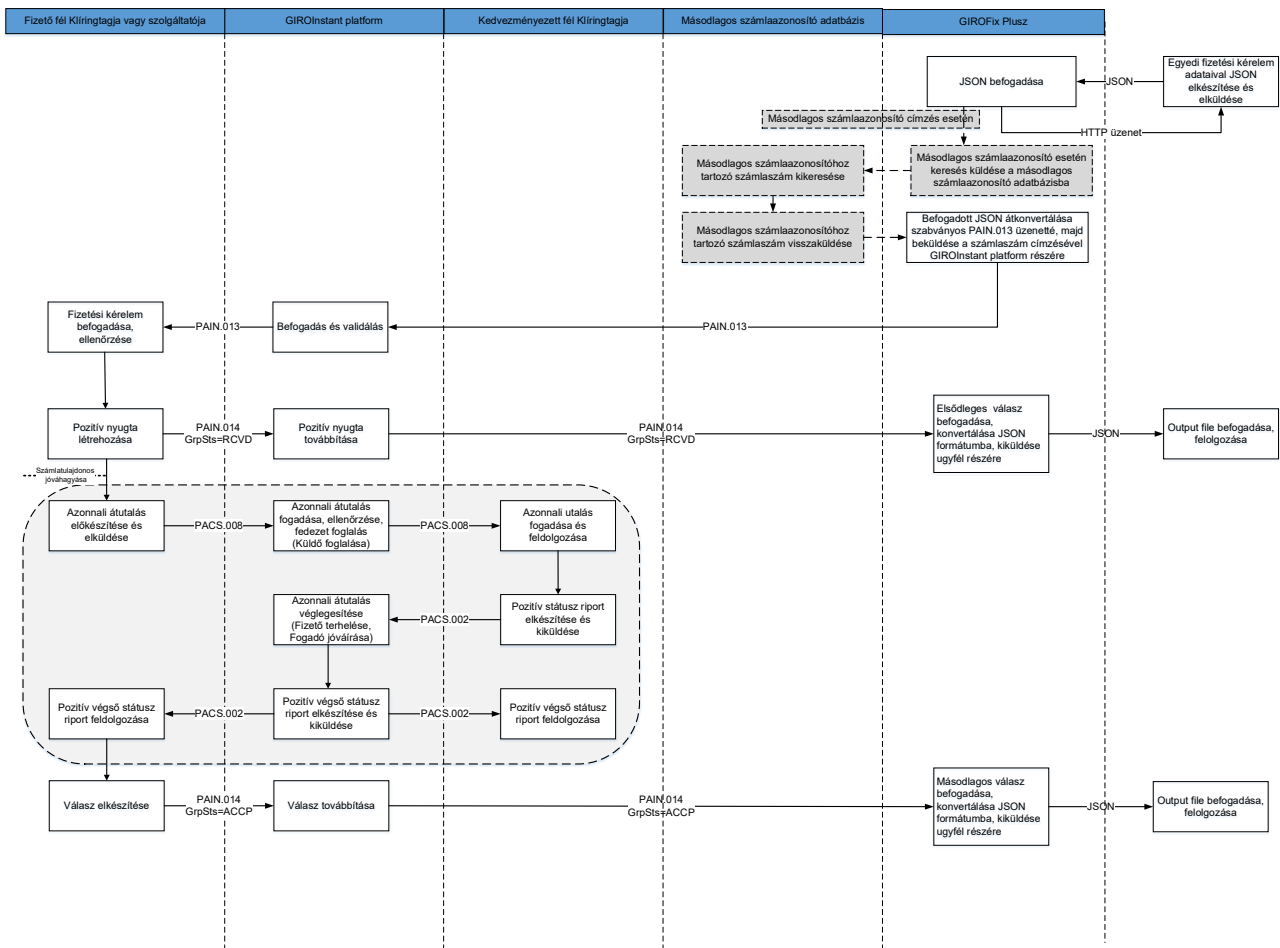 Fizető fél Klíringtagja vagy szolgáltatója
GIROInstant platform
Kedvezményezett fél Klíringtagja
Másodlagos számlaazonosító adatbázis
GIROFix Plusz
JSON befogadása
JSON
Egyedi fizetési kérelem
adataival JSON
elkészítése és
elküldése
HTTP üzenet
Másodlagos számlaazonosító címzés esetén
Másodlagos számlaazonosítóhoz
tartozó számlaszám kikeresése
Másodlagos számlaazonosító esetén
keresés küldése a másodlagos
számlaazonosító adatbázisba
Másodlagos számlaazonosítóhoz
tartozó számlaszám visszaküldése
Befogadott JSON átkonvertálása
szabványos PAIN.013 üzenetté, majd
beküldése a számlaszám címzésével
GIROInstant platform részére
Fizetési kérelem
befogadása,
ellenőrzése
PAIN.013
Befogadás és validálás
PAIN.013
Pozitív nyugta
létrehozása
PAIN.014
GrpSts=RCVD
Pozitív nyugta
továbbítása
PAIN.014
GrpSts=RCVD
Elsődleges válasz
befogadása,
konvertálása JSON
formátumba, kiküldése
ugyfél részére
JSON
Output file befogadása,
felolgozása
Számlatulajdonos
jóváhagyása
Azonnali átutalás
előkészítése és
elküldése
PACS.008
Azonnali átutalás
fogadása, ellenőrzése,
fedezet foglalás
(Küldő foglalása)
PACS.008
Azonnali utalás
fogadása és
feldolgozása
Azonnali átutalás
véglegesítése
(Fizető terhelése,
Fogadó jóváírása)
PACS.002
Pozitív státusz riport
elkészítése és
kiküldése
Pozitív végső státusz
riport feldolgozása
PACS.002
Pozitív végső státusz
riport elkészítése és
kiküldése
PACS.002
Pozitív végső státusz
riport feldolgozása
Válasz elkészítése
PAIN.014
GrpSts=ACCP
Válasz továbbítása
PAIN.014
GrpSts=ACCP
Másodlagos válasz
befogadása,
konvertálása JSON
formátumba, kiküldése
ugyfél részére
JSON
Output file befogadása,
felolgozása